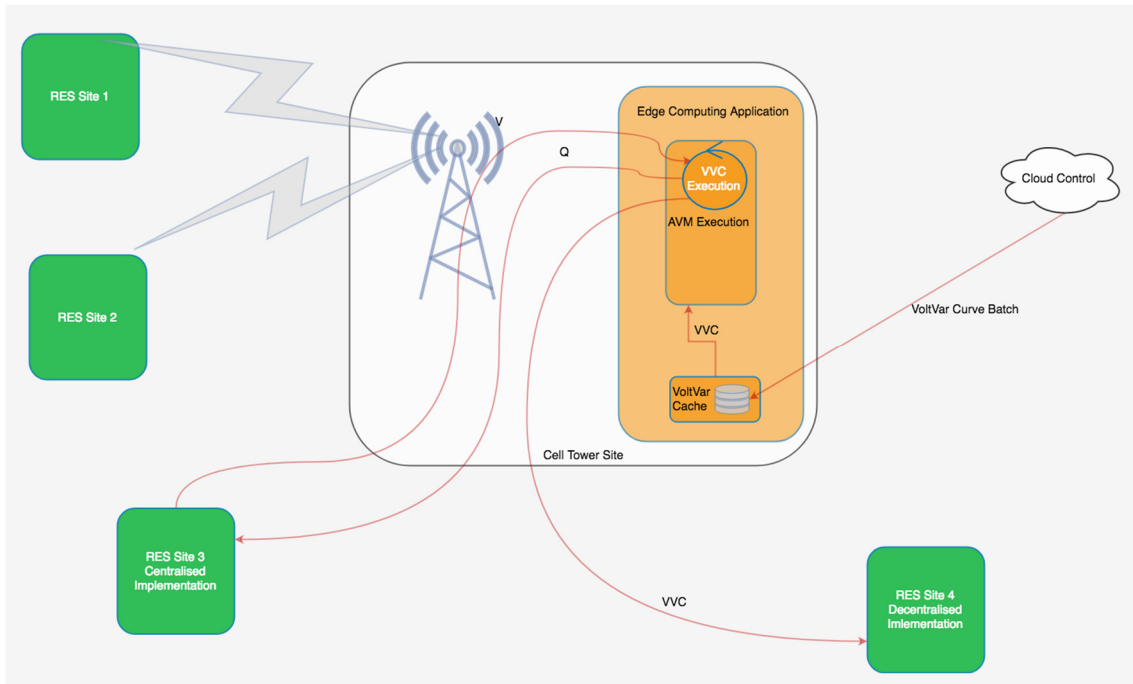 RES Site 1
RES Site 2
V
Q
Edge Computing Application
VVC
Execution
AVM Execution
VVC
VoltVar
Cache
Cell Tower Site
Cloud Control
VoltVar Curve Batch
RES Site 3
Centralised
Implementation
VVC
RES Site 4
Decentralised
Imlementation